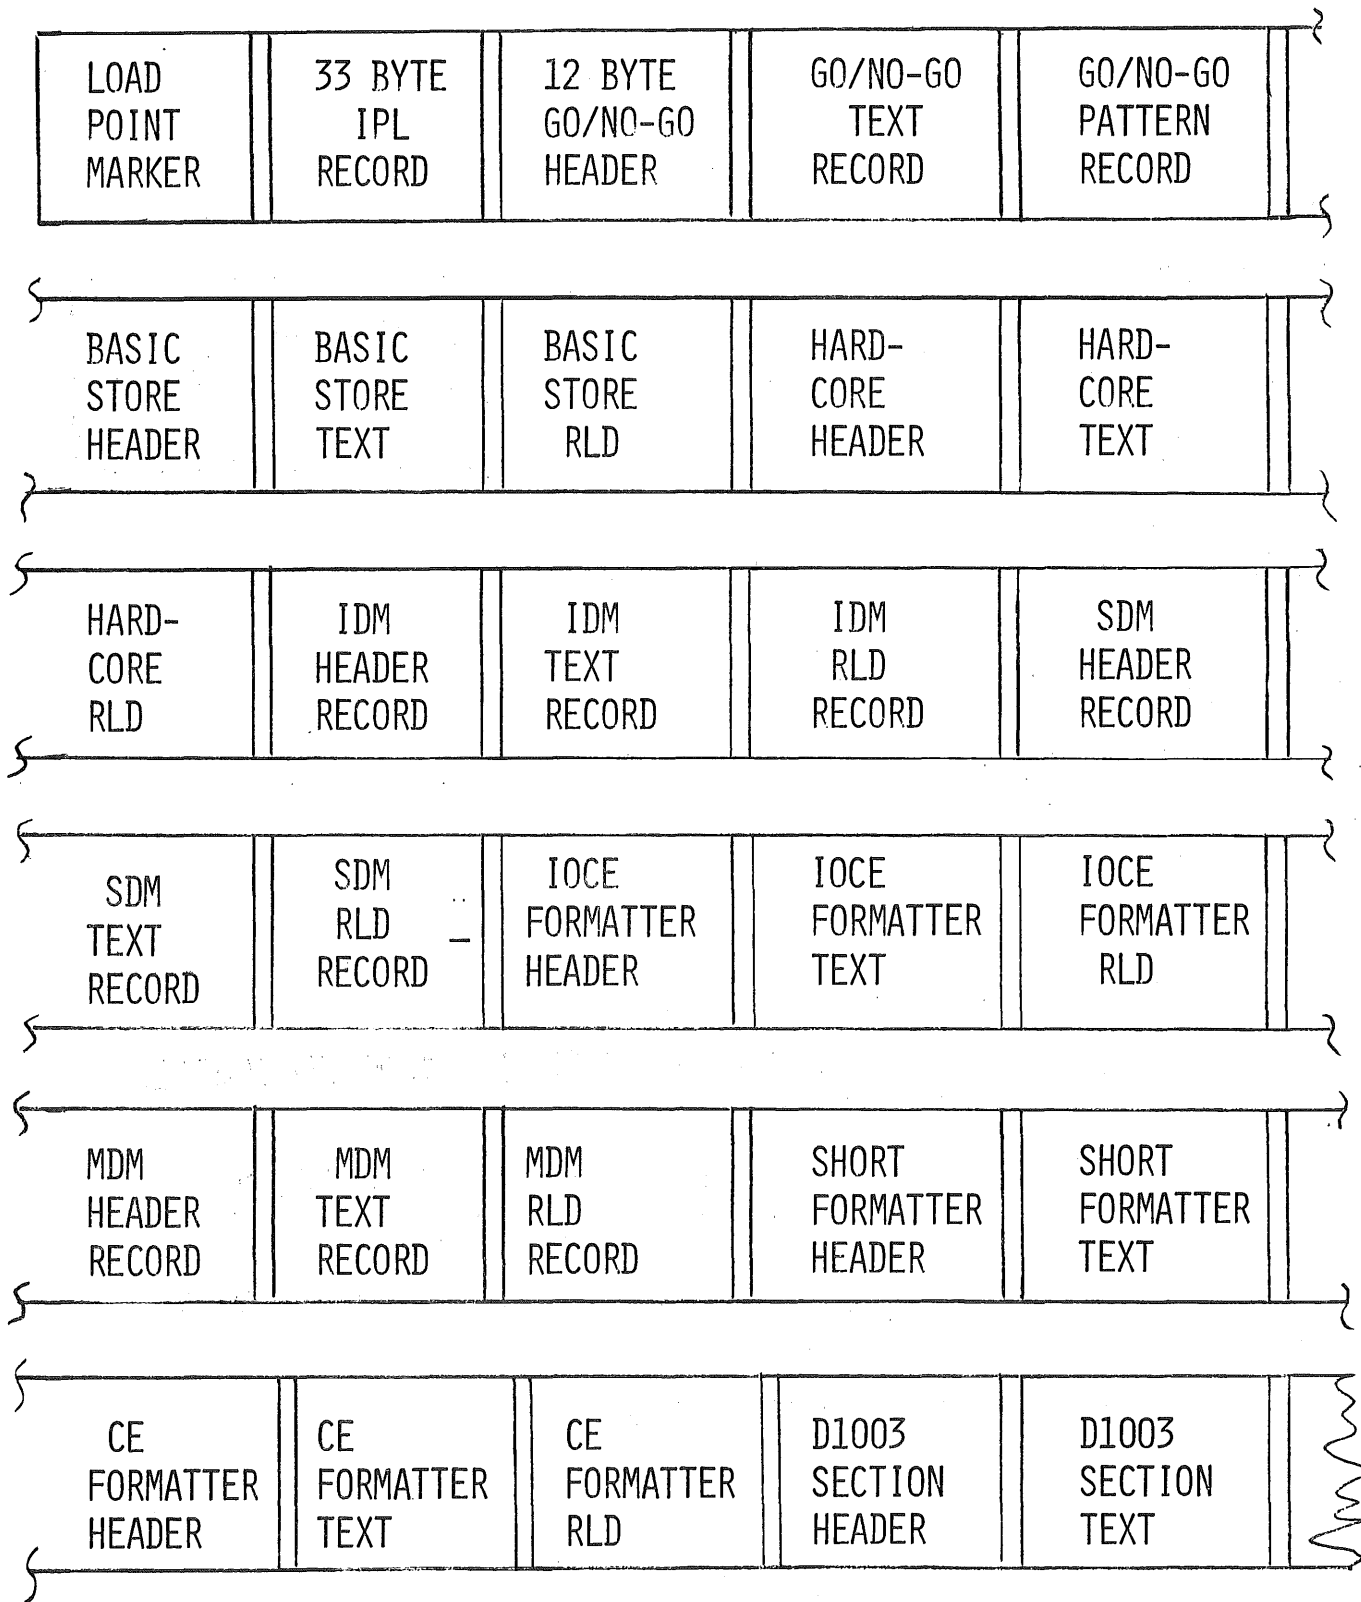 LOAD
POINT
MARKER
33 BYTE
IPL
RECORD
12 BYTE
GO/NO-GO
HEADER
GO/NO-GO
TEXT
RECORD
GO/NO-GO
PATTERN
RECORD
BASIC
STORE
HEADER
BASIC
STORE
TEXT
BASIC
STORE
RLD
HARD-
CORE
HEADER
HARD-
CORE
TEXT
HARD-
CORE
RLD
IDM
HEADER
RECORD
IDM
TEXT
RECORD
IDM
RLD
RECORD
SDM
HEADER
RECORD
SDM
TEXT
RECORD
SDM
RLD
RECORD
IOCE
FORMATTER
HEADER
IOCE
FORMATTER
TEXT
IOCE
FORMATTER
RLD
MDM
HEADER
RECORD
MDM
TEXT
RECORD
MDM
RLD
RECORD
SHORT
FORMATTER
HEADER
SHORT
FORMATTER
TEXT
CE
FORMATTER
HEADER
CE
FORMATTER
TEXT
CE
FORMATTER
RLD
D1003
SECTION
HEADER
D1003
SECTION
TEXT